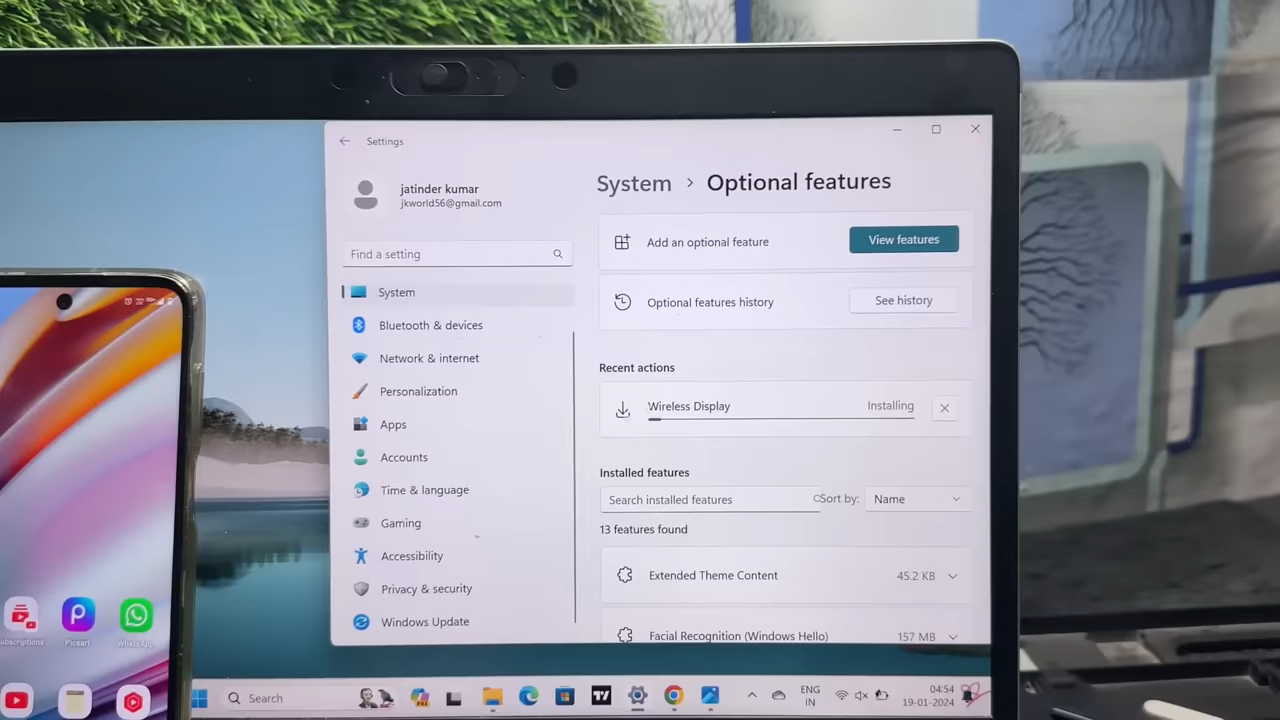 Settings
jatinder kumar
jkworld56@gmail.com
Find a setting
System
Bluetooth & devices
Network & internet
Personalization
Apps
Accounts
Time & language
Gaming
Accessibility
Privacy & security
Windows Update
System > Optional features
Add an optional feature
View features
Optional features history
See history
Recent actions
Wireless Display
Installing
Installed features
Search installed features
Sort by:
Name
13 features found
Extended Theme Content
45.2 KB
Facial Recognition (Windows Hello)
157 MB
Picsart
WhatsApp
Search
ENG
IN
04:54
19-01-2024